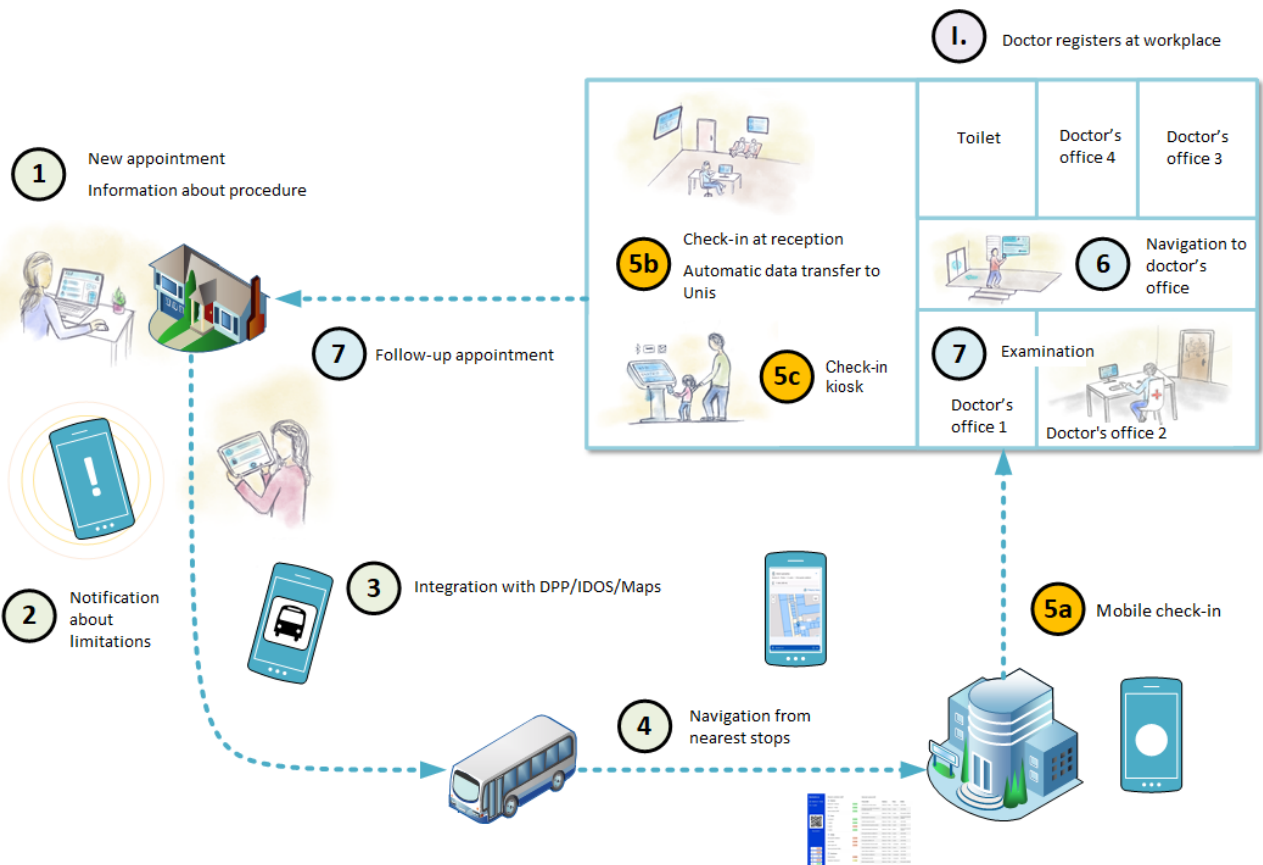 I.
Doctor registers at workplace
1
New appointment
Information about procedure
Toilet
Doctor's
office 4
Doctor’s
office 3
5b
Check-in at reception
Automatic data transfer to
Unis
6
Navigation to
doctor's
office
7
Follow-up appointment
5c
Check-in
kiosk
7
Examination
Doctor's
office 1
Doctor's office 2
2
Notification
about
limitations
3
Integration with DPP/IDOS/Maps
5a
Mobile check-in
4
Navigation from
nearest stops